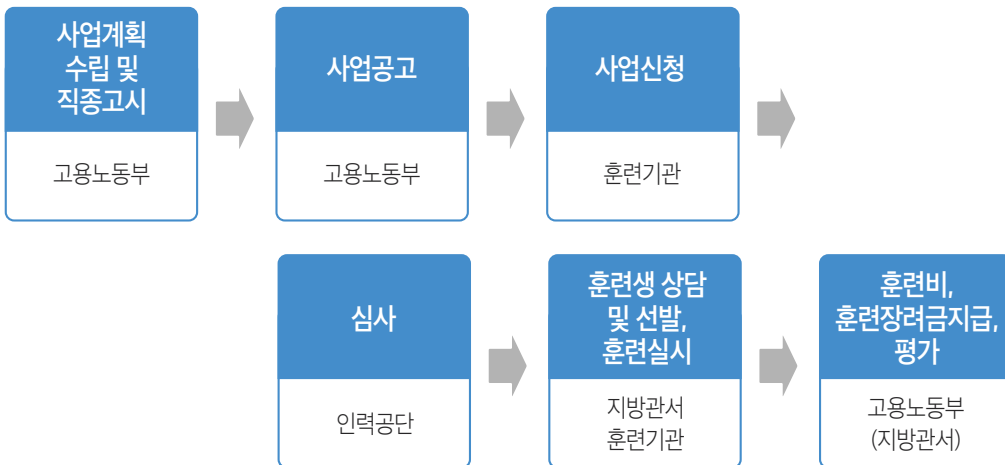 사업계획
수립 및
직종고시
고용노동부
사업공고
고용노동부
사업신청
훈련기관
심사
인력공단
훈련생 상담
및 선발,
훈련실시
지방관서
훈련기관
훈련비,
훈련장려금지급,
평가
고용노동부
(지방관서)